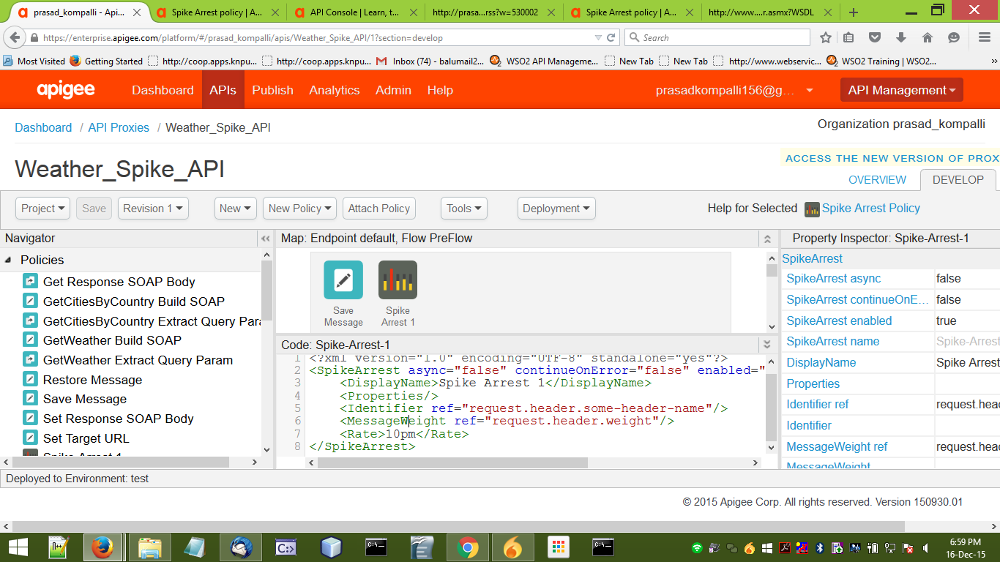 prasad_kompalli - Api...
Spike Arrest policy | A...
API Console | Learn, t...
http://prasa...rss?w=530002
Spike Arrest policy | A...
http://www....r.asmx?WSDL
https://enterprise.apigee.com/platform/#/prasad_kompalli/apis/Weather_Spike_API/1?section=develop
Search
Most Visited
Getting Started
http://coop.apps.knpu...
http://coop.apps.knpu...
Inbox (74) - balumail2...
WSO2 API Manageme...
New Tab
New Tab
http://www.webservic...
WSO2 Training | WSO2...
apigee
Dashboard
APIs
Publish
Analytics
Admin
Help
prasadkompalli156@g...
API Management
Dashboard / API Proxies / Weather_Spike_API
Organization prasad_kompalli
ACCESS THE NEW VERSION OF PROX
Weather_Spike_API
OVERVIEW
DEVELOP
Project
Save
Revision 1
New
New Policy
Attach Policy
Tools
Deployment
Help for Selected
Spike Arrest Policy
Navigator
Policies
Get Response SOAP Body
GetCitiesByCountry Build SOAP
GetCitiesByCountry Extract Query Para
GetWeather Build SOAP
GetWeather Extract Query Param
Restore Message
Save Message
Set Response SOAP Body
Set Target URL
Spike Arrest 1
Map: Endpoint default, Flow PreFlow
Save
Message
Spike
Arrest 1
Code: Spike-Arrest-1
1 <?xml version="1.0" encoding="UTF-8" standalone="yes"?>
2 <SpikeArrest async="false" continueOnError="false" enabled="
3 <DisplayName>Spike Arrest 1</DisplayName>
4 <Properties/>
5 <Identifier ref="request.header.some-header-name"/>
6 <MessageWeight ref="request.header.weight"/>
7 <Rate>10pm</Rate>
8 </SpikeArrest>
Property Inspector: Spike-Arrest-1
SpikeArrest
SpikeArrest async false
SpikeArrest continueOnE... false
SpikeArrest enabled true
SpikeArrest name Spike-Arrest
DisplayName Spike Arrest
Properties
Identifier ref request.hea
Identifier
MessageWeight ref request.hea
MessageWeight
Deployed to Environment: test
© 2015 Apigee Corp. All rights reserved. Version 150930.01
6:59 PM
16-Dec-15